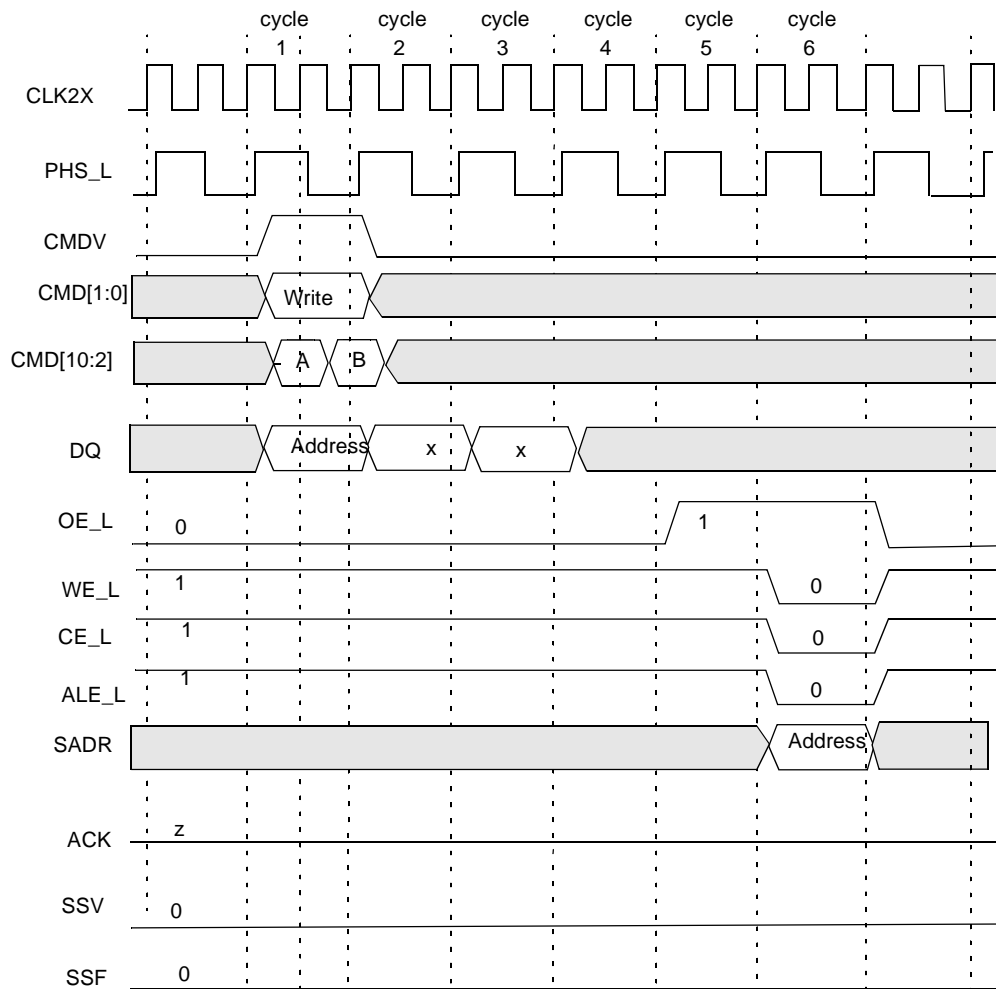 cycle cycle cycle cycle cycle cycle
1 2 3 4 5 6
CLK2X
PHS_L
CMDV
CMD[1:0] Write
CMD[10:2] A B
DQ Address x x
OE_L 0 1
WE_L 1 0
CE_L 1 0
ALE_L 1 0
SADR Address
ACK z
SSV 0
SSF 0